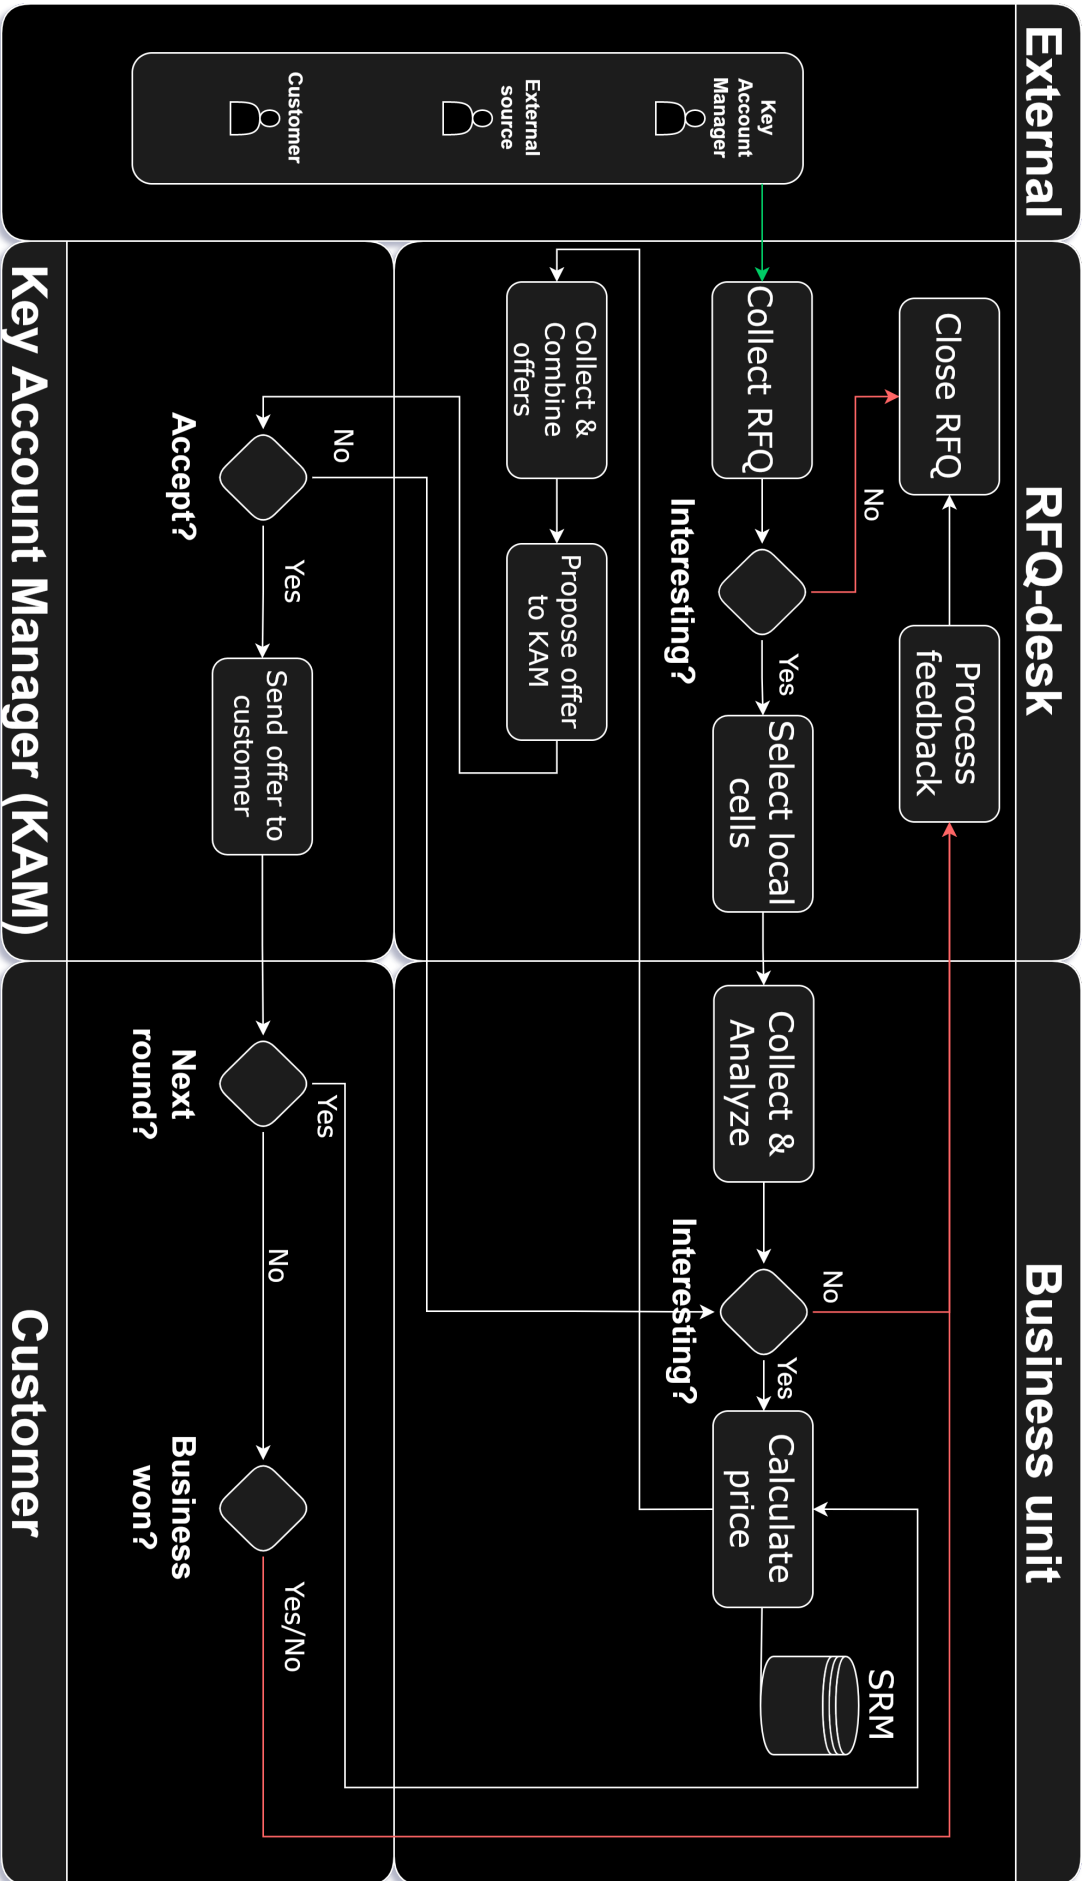 External
RFQ-desk
Business unit
Key
Account
Manager
External
source
Customer
Close RFQ
Process
feedback
No
Collect RFQ
Interesting?
Yes
Select local
cells
Collect &
Analyze
Interesting?
No
Yes
Calculate
price
SRM
Collect &
Combine
offers
Propose offer
to KAM
No
Accept?
Yes
Send offer to
customer
Yes
Next
round?
No
Business
won?
Yes/No
Key Account Manager (KAM)
Customer